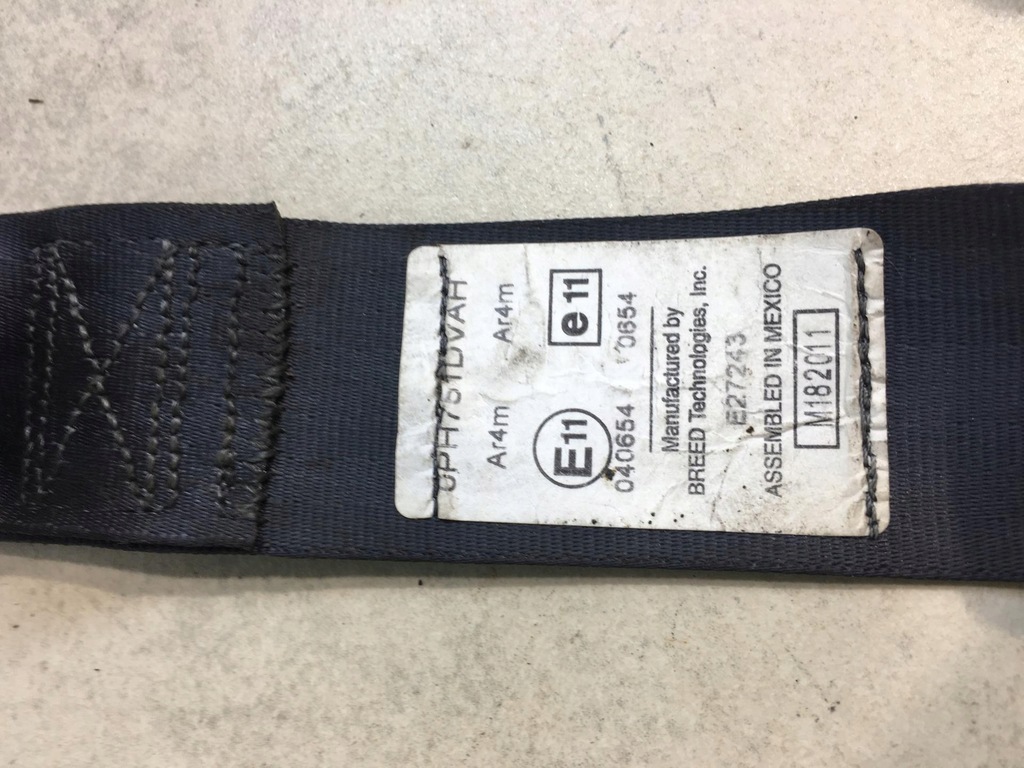 Ar4m Ar4m
E11 e 11
040654 0654
Manufactured by
BREED Technologies, Inc.
E27243
ASSEMBLED IN MEXICO
M182011